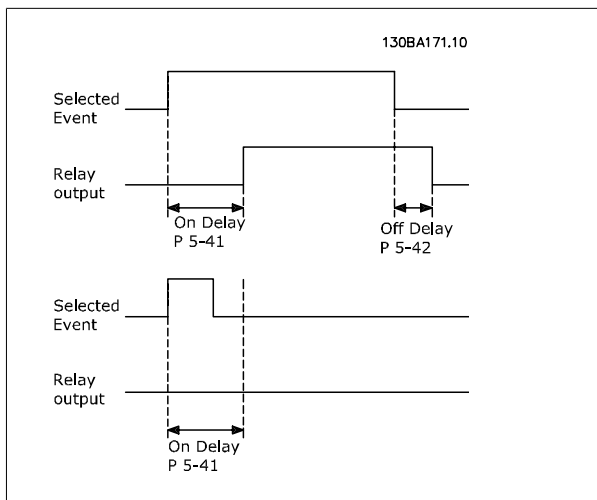 130BA171.10
Selected
Event
Relay
output
On Delay
P 5-41
Off Delay
P 5-42
Selected
Event
Relay
output
On Delay
P 5-41